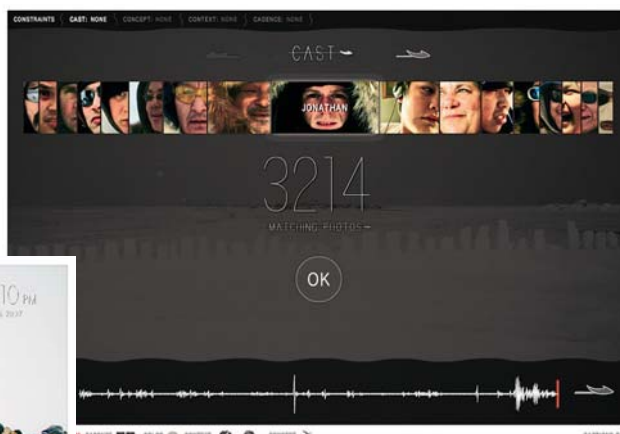 CONSTRAINTS CAST: NONE CONCEPT: NONE CONTEXT: NONE CADENCE: NONE
CAST
JONATHAN
3214
MATCHING PHOTOS
OK
10 PM